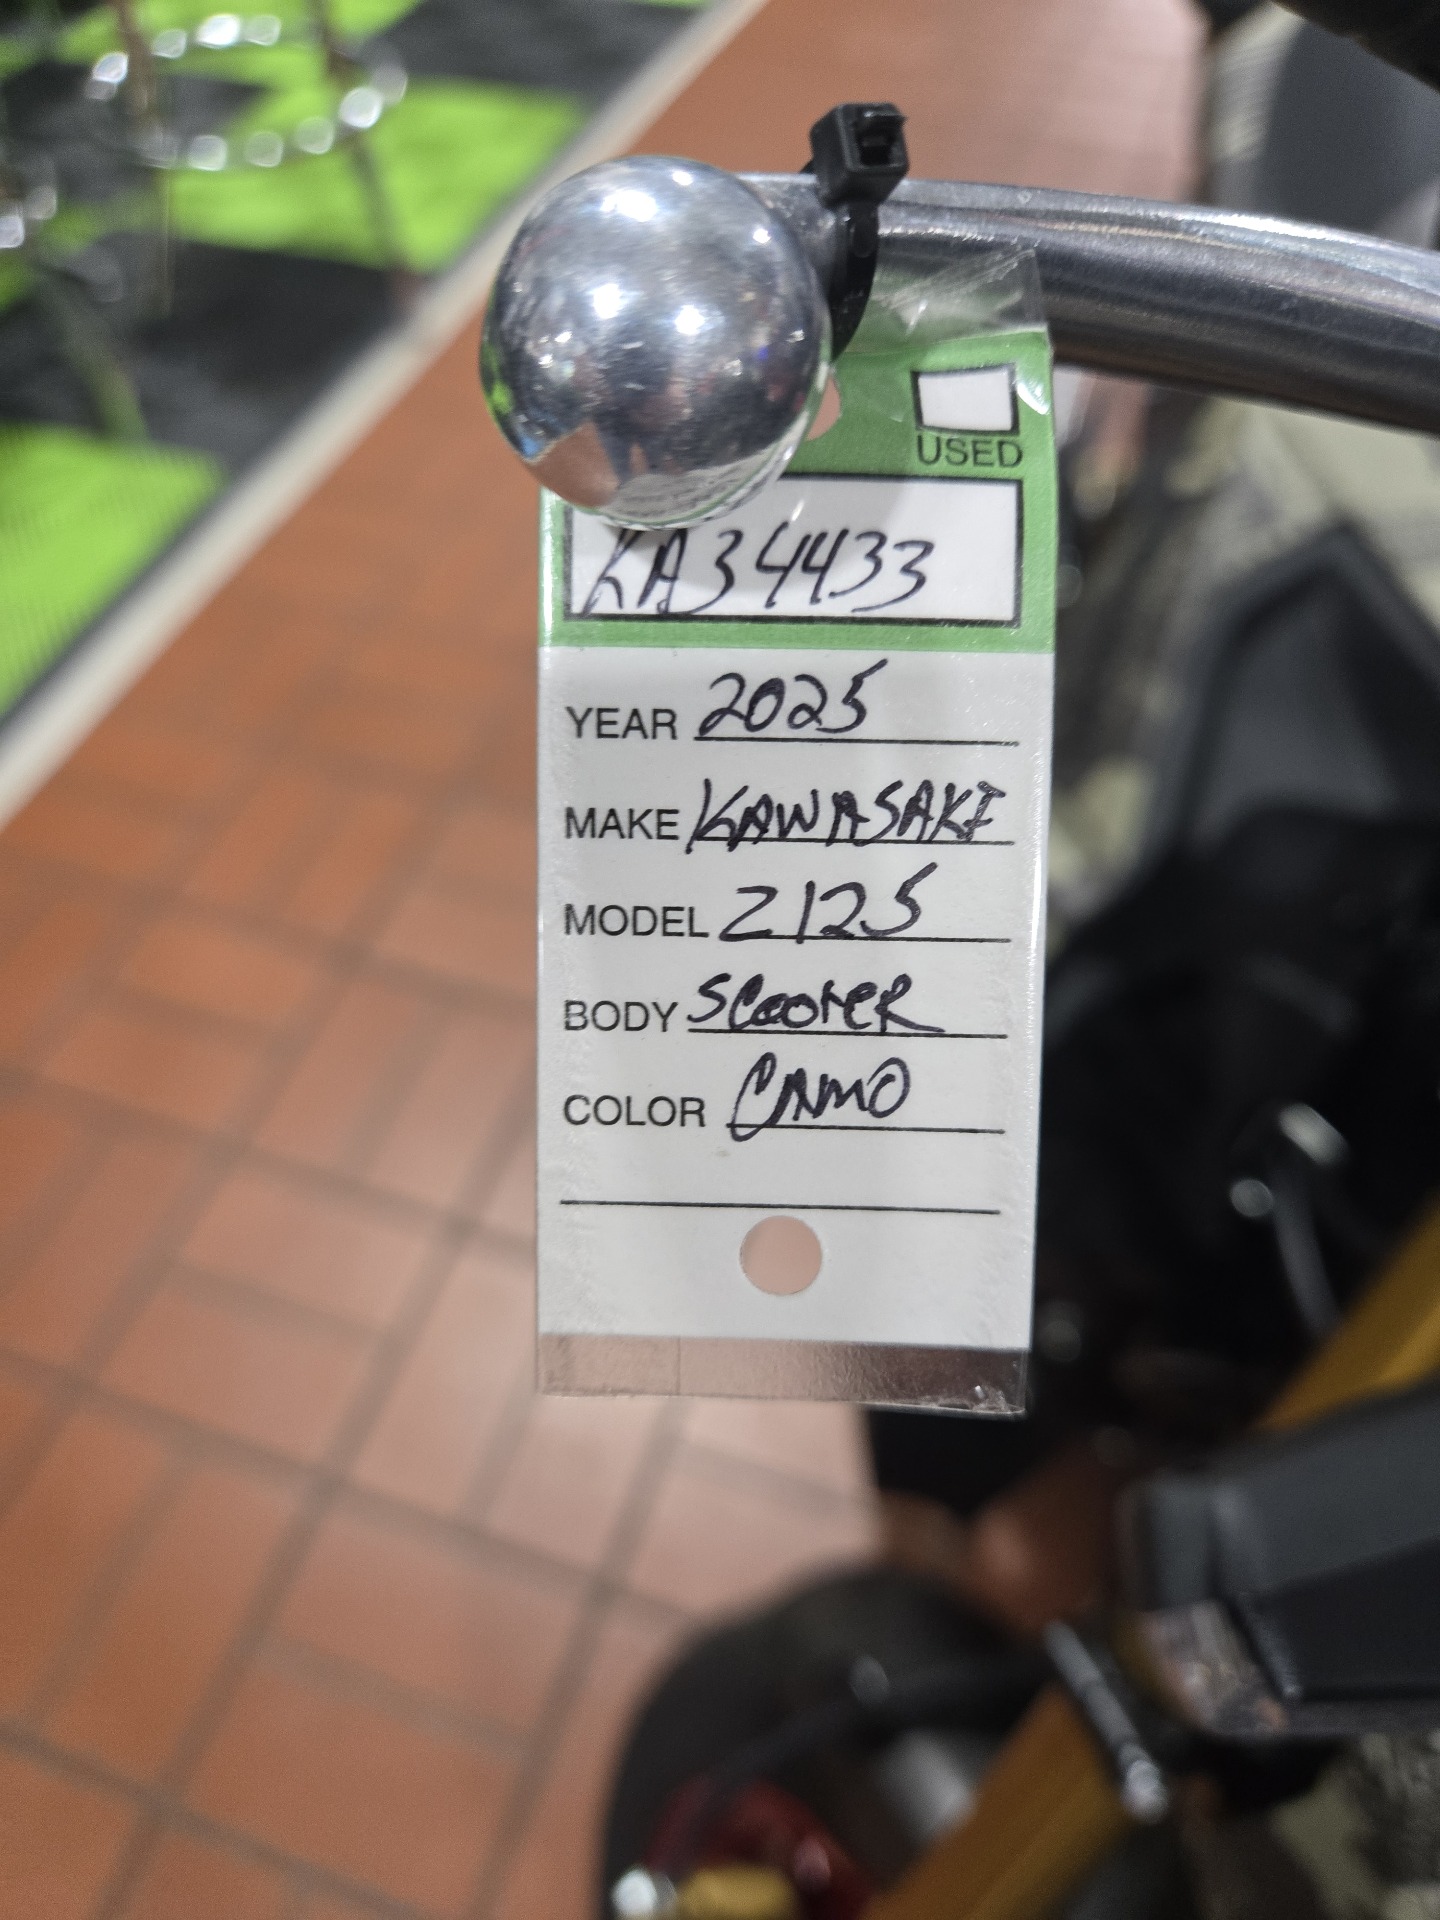 USED
KA34433
YEAR 2025
MAKE KAWASAKI
MODEL Z125
BODY SCOOTER
COLOR CAMO